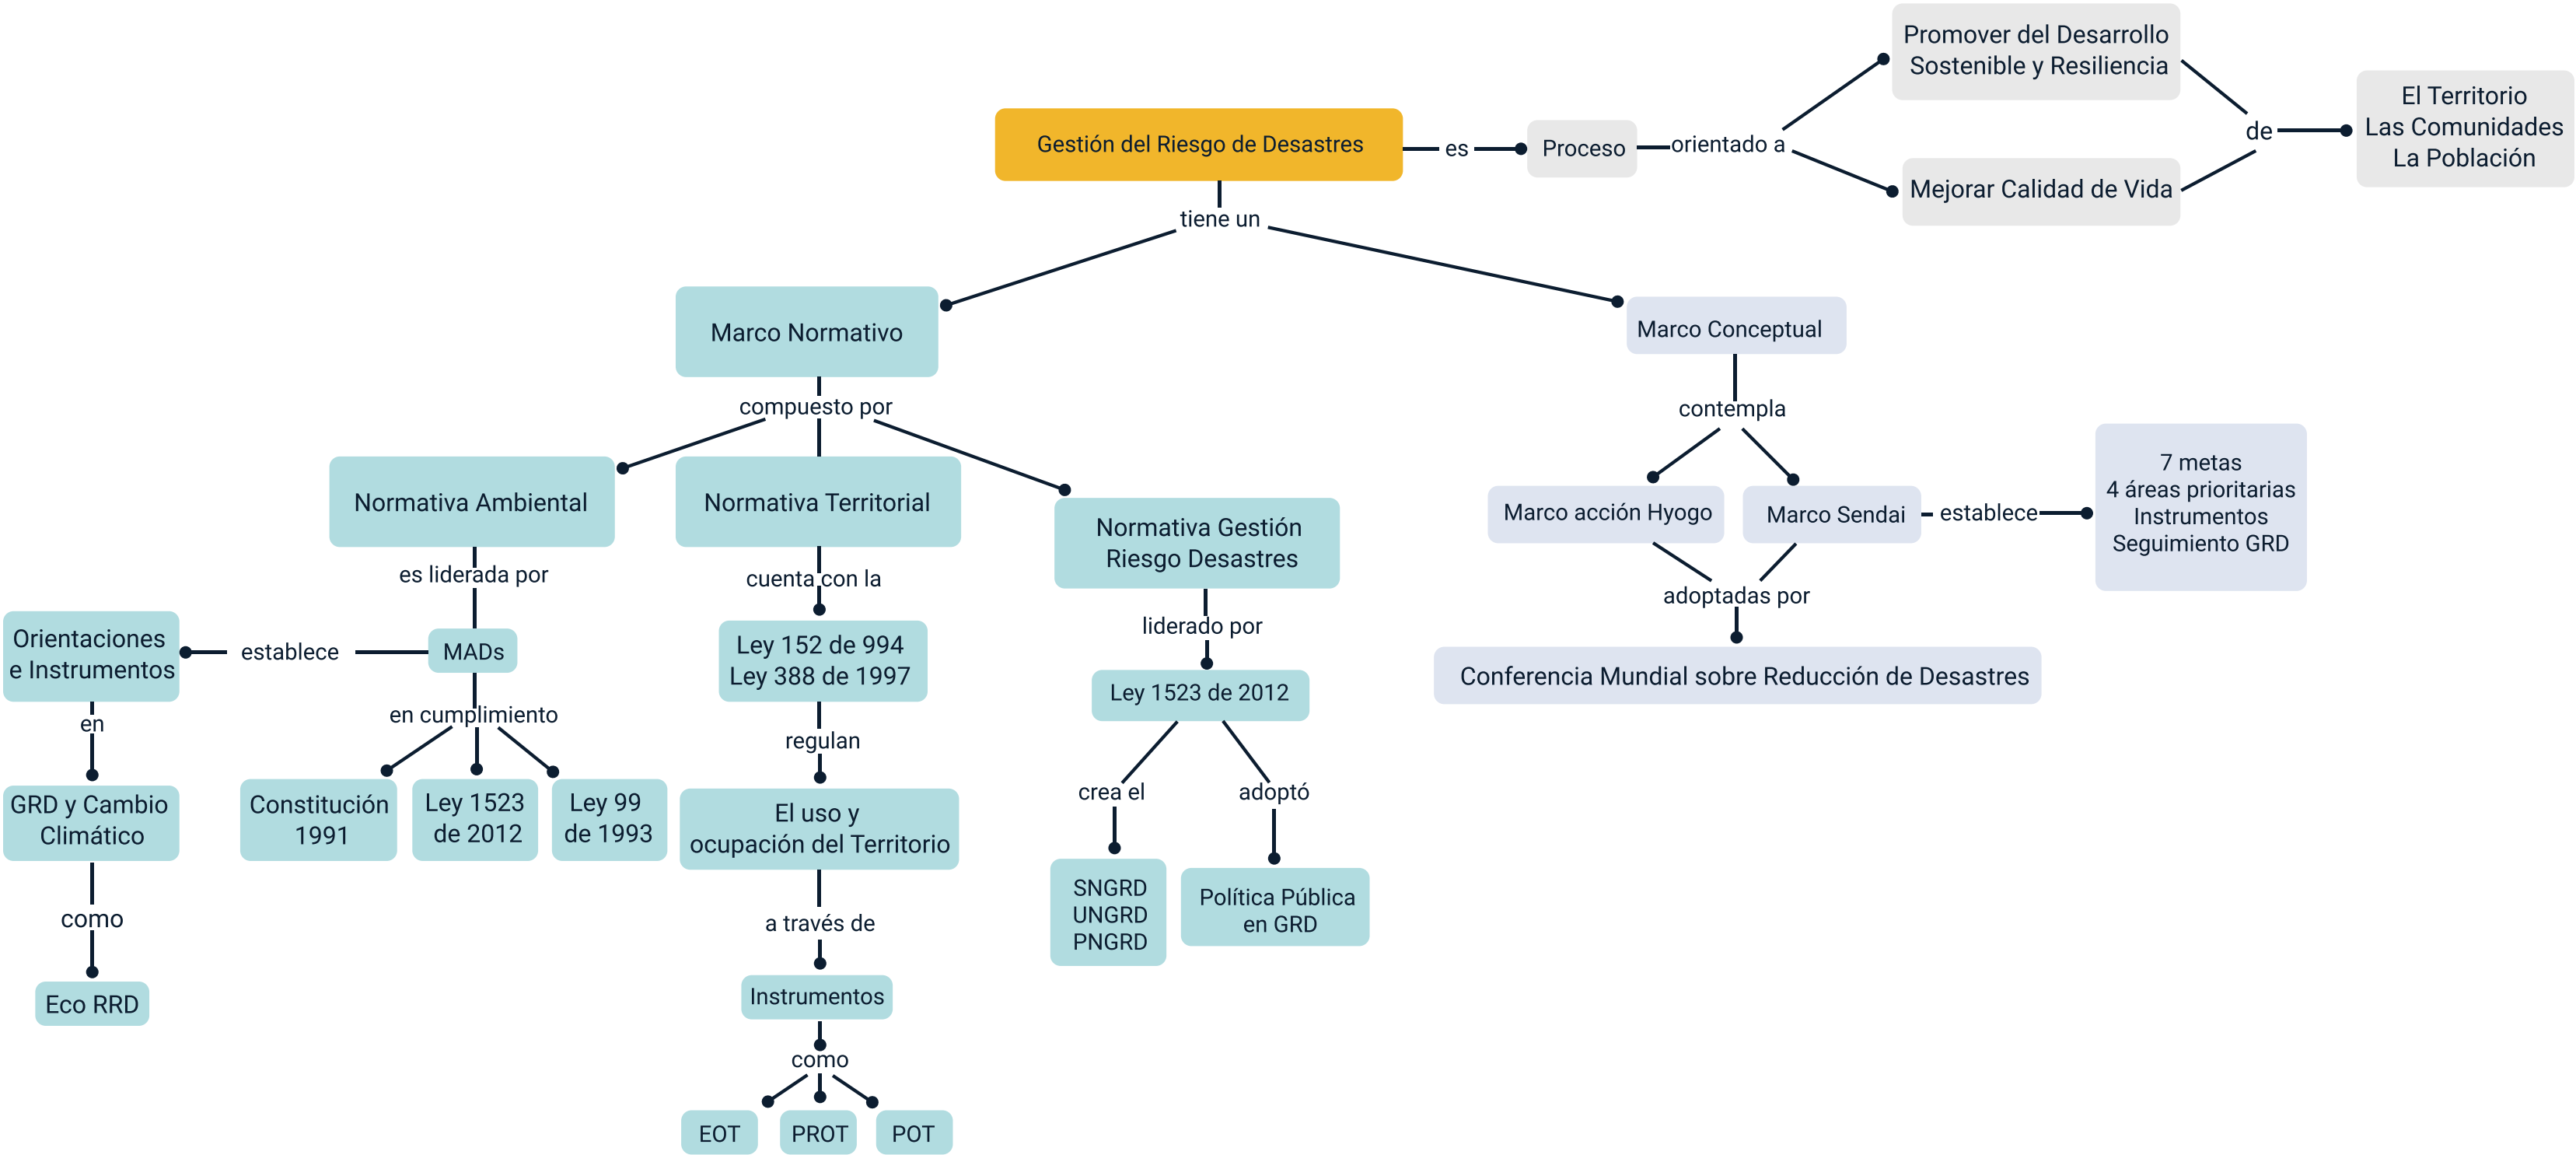 Promover del Desarrollo
Sostenible y Resiliencia
El Territorio
Las Comunidades
La Población
de
Gestión del Riesgo de Desastres
es
Proceso
orientado a
Mejorar Calidad de Vida
tiene un
Marco Normativo
Marco Conceptual
compuesto por
contempla
Normativa Ambiental
Normativa Territorial
Normativa Gestión
Riesgo Desastres
Marco acción Hyogo
Marco Sendai
establece
7 metas
4 áreas prioritarias
Instrumentos
Seguimiento GRD
es liderada por
cuenta con la
liderado por
adoptadas por
Orientaciones
e Instrumentos
establece
MADs
Ley 152 de 994
Ley 388 de 1997
Ley 1523 de 2012
Conferencia Mundial sobre Reducción de Desastres
en
en cumplimiento
regulan
crea el
adoptó
GRD y Cambio
Climático
Constitución
1991
Ley 1523
de 2012
Ley 99
de 1993
El uso y
ocupación del Territorio
SNGRD
UNGRD
PNGRD
Política Pública
en GRD
como
a través de
Eco RRD
Instrumentos
como
EOT
PROT
POT